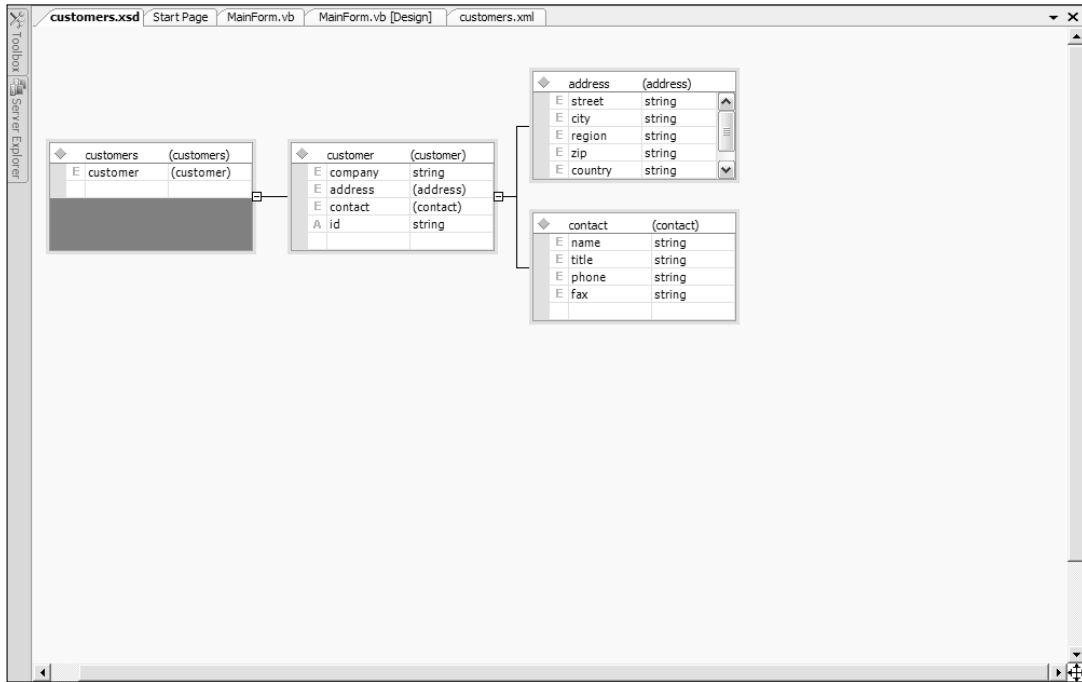 customers.xsd Start Page MainForm.vb MainForm.vb [Design] customers.xml
Toolbox
Server Explorer
customers (customers)
E customer (customer)
customer (customer)
E company string
E address (address)
E contact (contact)
A id string
address (address)
E street string
E city string
E region string
E zip string
E country string
contact (contact)
E name string
E title string
E phone string
E fax string